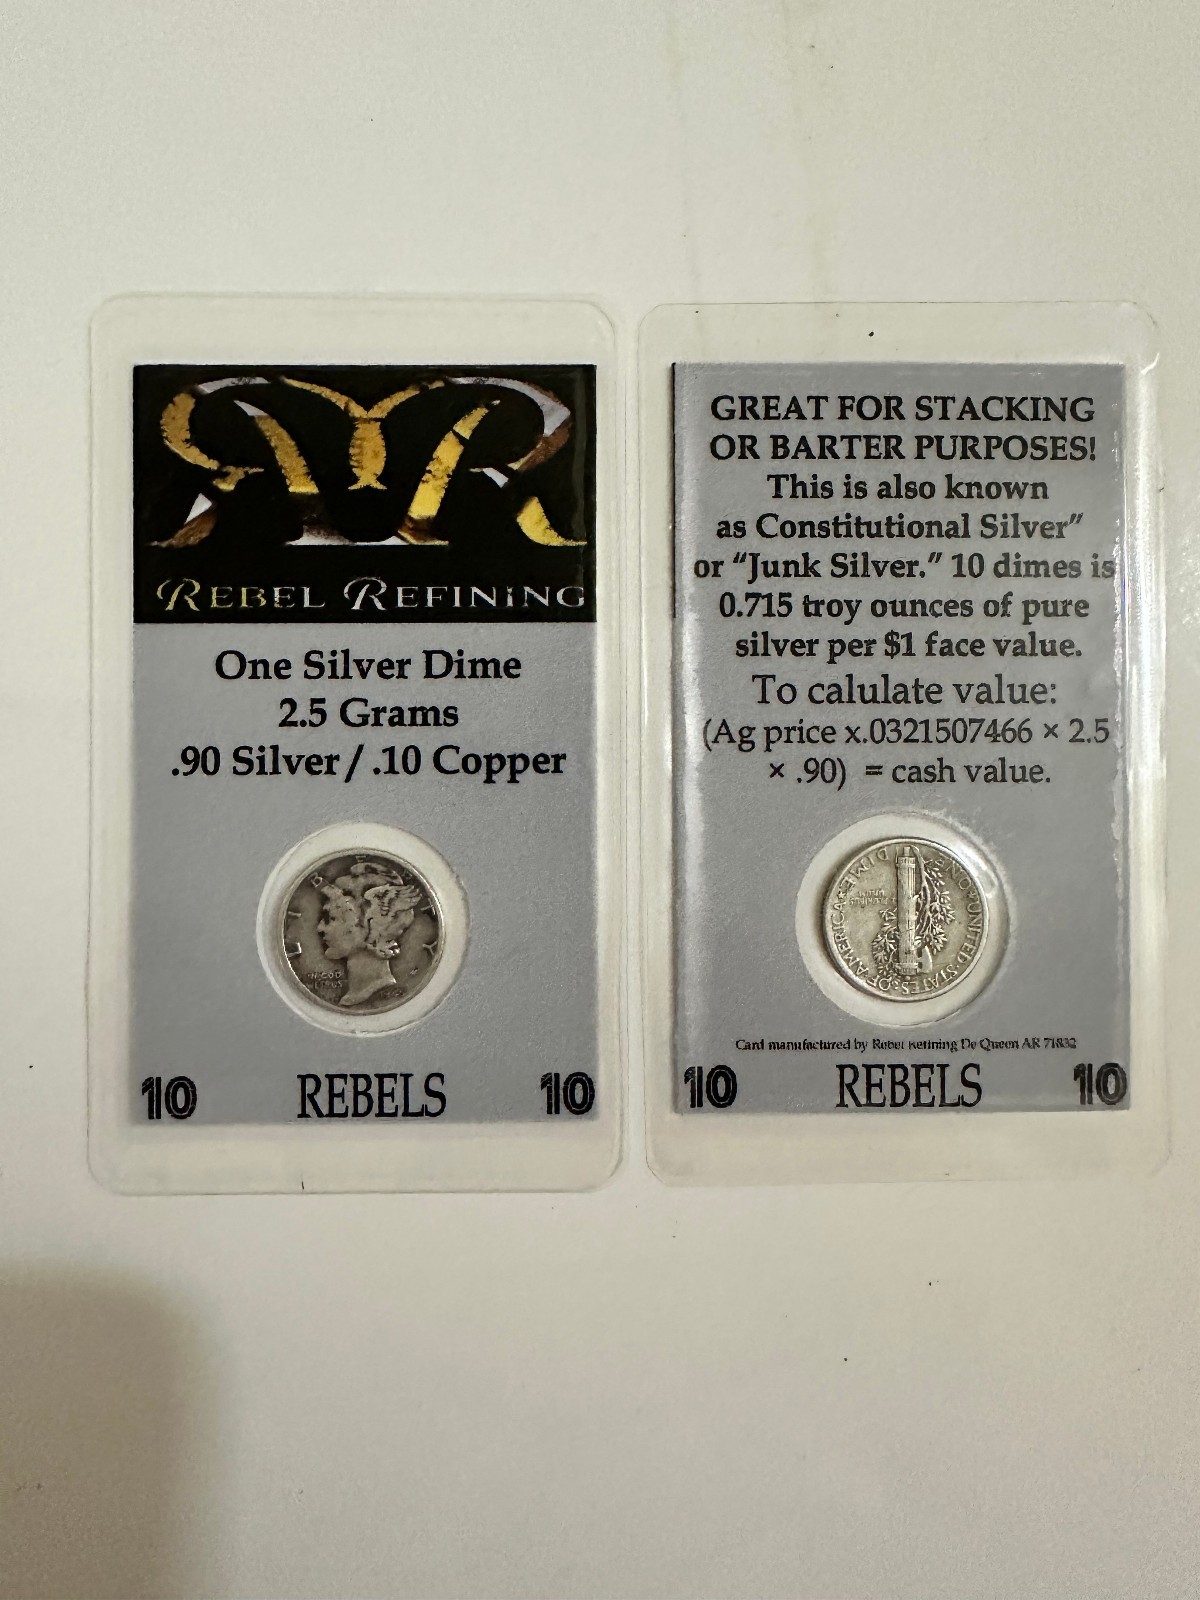 REBEL REFINING
One Silver Dime
2.5 Grams
.90 Silver / .10 Copper
LIBERTY
IN GOD
WE TRUST
10 REBELS 10
GREAT FOR STACKING
OR BARTER PURPOSES!
This is also known
as Constitutional Silver”
or “Junk Silver.” 10 dimes is
0.715 troy ounces of pure
silver per $1 face value.
To calulate value:
(Ag price x.0321507466 × 2.5
× .90) = cash value.
UNITED·STATES·OF·AMERICA
ONE DIME
Card manufactured by Rebel Refining De Queen AR 71832
10 REBELS 10